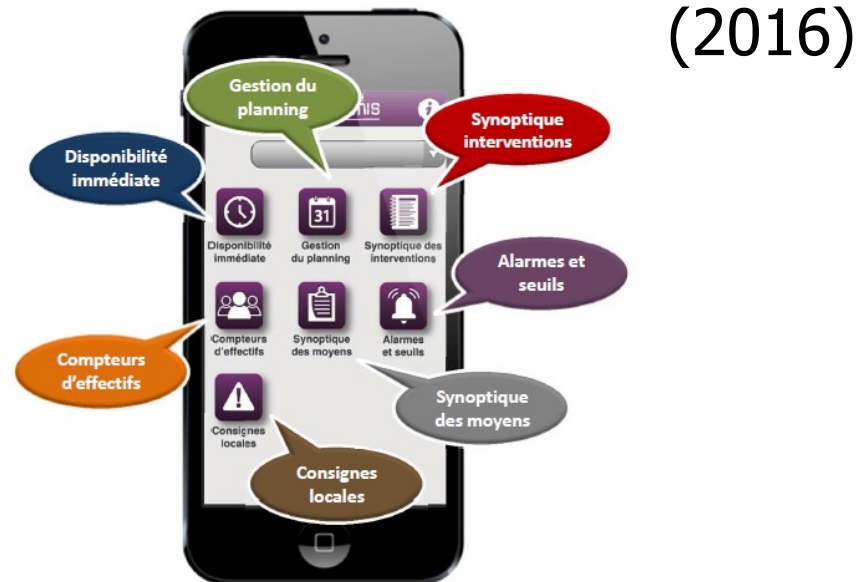 (2016)
Gestion du
planning
Synoptique
interventions
Disponibilité
immédiate
31
Disponibilité
immédiate
Gestion
du planning
Synoptique des
interventions
Alarmes et
seuils
Compteurs
d'effectifs
Synoptique
des moyens
Alarmes
et seuils
Compteurs
d'effectifs
Synoptique
des moyens
Consignes
locales
Consignes
locales